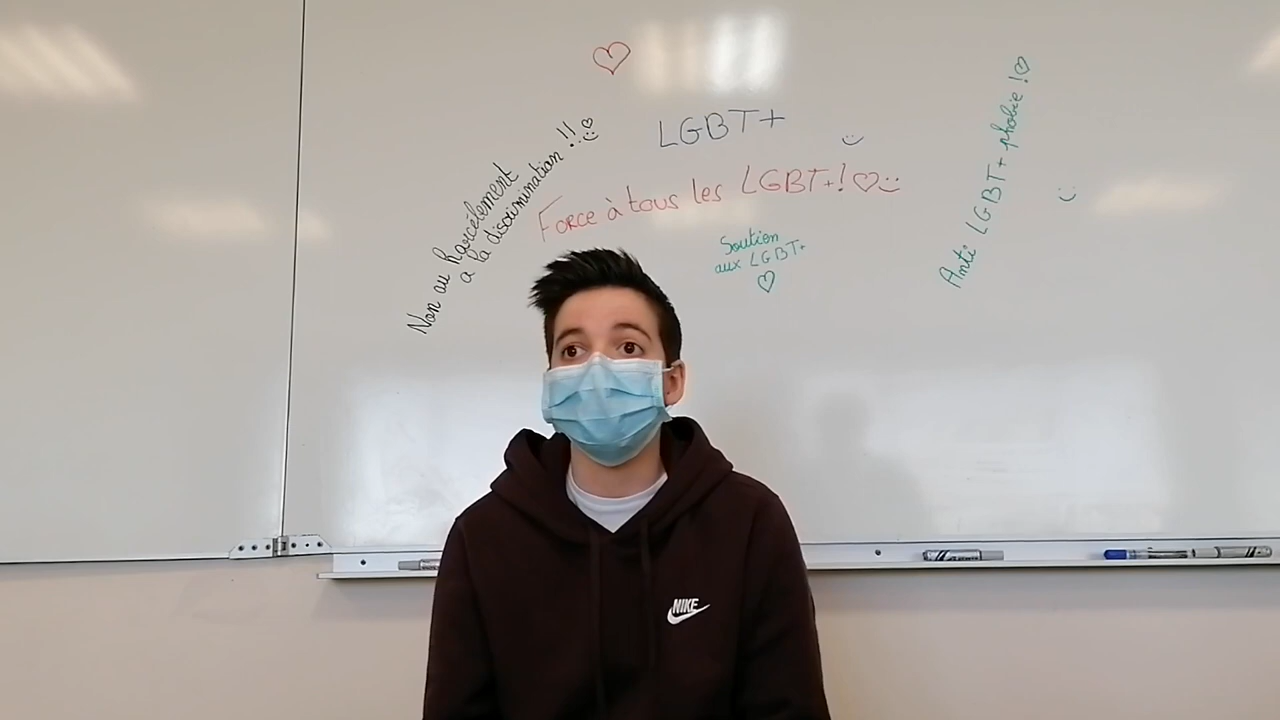 LGBT+
Non au harcèlement
à la discrimination !!
Force à tous les LGBT+!
Soutien
aux LGBT+
Anti LGBT+ phobie !
NIKE